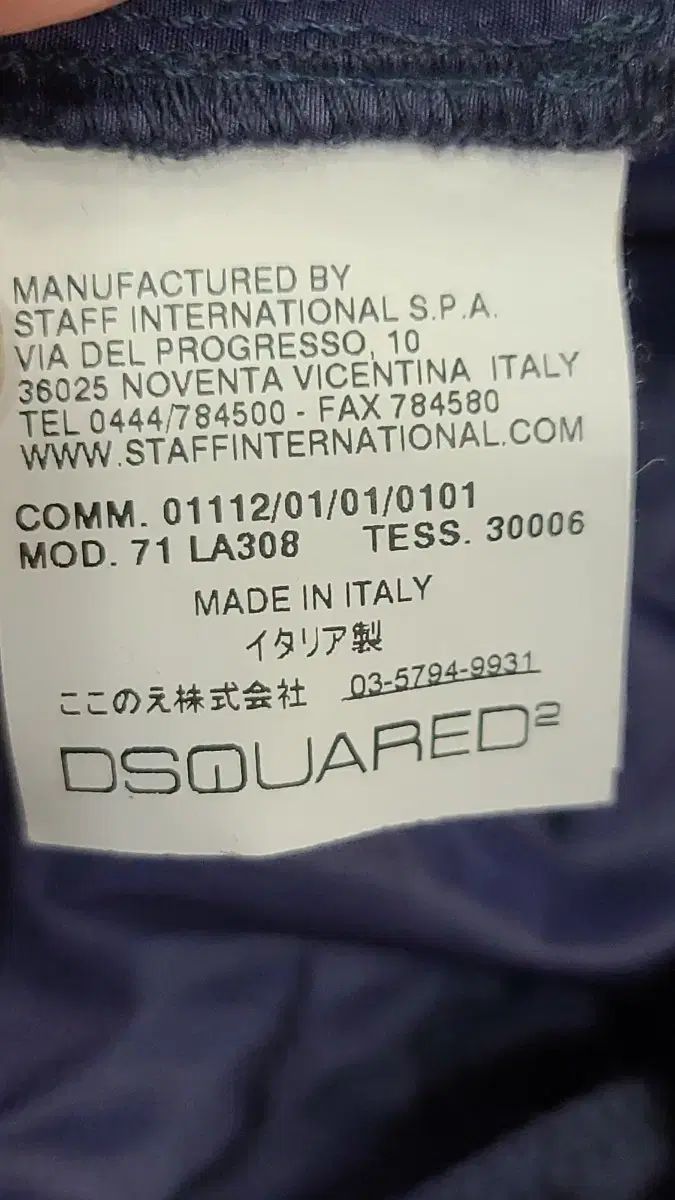 MANUFACTURED BY
STAFF INTERNATIONAL S.P.A.
VIA DEL PROGRESSO, 10
36025 NOVENTA VICENTINA ITALY
TEL 0444/784500 - FAX 784580
WWW.STAFFINTERNATIONAL.COM
COMM. 01112/01/01/0101
MOD. 71 LA308 TESS. 30006
MADE IN ITALY
イタリア製
ここのえ株式会社 03-5794-9931
DSQUARED2